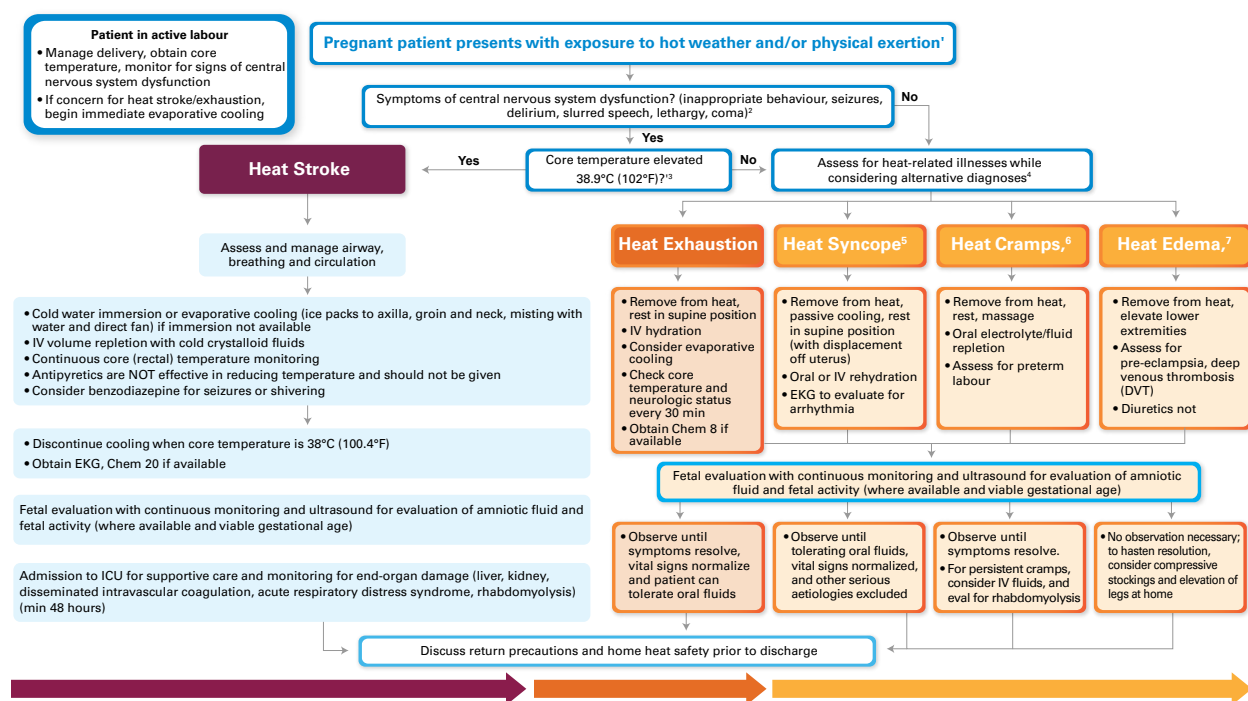 Patient in active labour
• Manage delivery, obtain core
temperature, monitor for signs of central
nervous system dysfunction
• If concern for heat stroke/exhaustion,
begin immediate evaporative cooling
Pregnant patient presents with exposure to hot weather and/or physical exertion¹
Symptoms of central nervous system dysfunction? (inappropriate behaviour, seizures,
delirium, slurred speech, lethargy, coma)²
No
Yes
Heat Stroke
Yes
Core temperature elevated
38.9°C (102°F)?'³
No
Assess for heat-related illnesses while
considering alternative diagnoses⁴
Assess and manage airway,
breathing and circulation
• Cold water immersion or evaporative cooling (ice packs to axilla, groin and neck, misting with
water and direct fan) if immersion not available
• IV volume repletion with cold crystalloid fluids
• Continuous core (rectal) temperature monitoring
• Antipyretics are NOT effective in reducing temperature and should not be given
• Consider benzodiazepine for seizures or shivering
• Discontinue cooling when core temperature is 38°C (100.4°F)
• Obtain EKG, Chem 20 if available
Fetal evaluation with continuous monitoring and ultrasound for evaluation of amniotic fluid and
fetal activity (where available and viable gestational age)
Admission to ICU for supportive care and monitoring for end-organ damage (liver, kidney,
disseminated intravascular coagulation, acute respiratory distress syndrome, rhabdomyolysis)
(min 48 hours)
Heat Exhaustion
• Remove from heat,
rest in supine position
• IV hydration
• Consider evaporative
cooling
• Check core
temperature and
neurologic status
every 30 min
• Obtain Chem 8 if
available
Heat Syncope⁵
• Remove from heat,
passive cooling, rest
in supine position
(with displacement
off uterus)
• Oral or IV rehydration
• EKG to evaluate for
arrhythmia
Heat Cramps,⁶
• Remove from heat,
rest, massage
• Oral electrolyte/fluid
repletion
• Assess for preterm
labour
Heat Edema,⁷
• Remove from heat,
elevate lower
extremities
• Assess for
pre-eclampsia, deep
venous thrombosis
(DVT)
• Diuretics not
Fetal evaluation with continuous monitoring and ultrasound for evaluation of amniotic
fluid and fetal activity (where available and viable gestational age)
• Observe until
symptoms resolve,
vital signs normalize
and patient can
tolerate oral fluids
• Observe until
tolerating oral fluids,
vital signs normalized,
and other serious
aetiologies excluded
• Observe until
symptoms resolve.
• For persistent cramps,
consider IV fluids, and
eval for rhabdomyolysis
• No observation necessary;
to hasten resolution,
consider compressive
stockings and elevation of
legs at home
Discuss return precautions and home heat safety prior to discharge